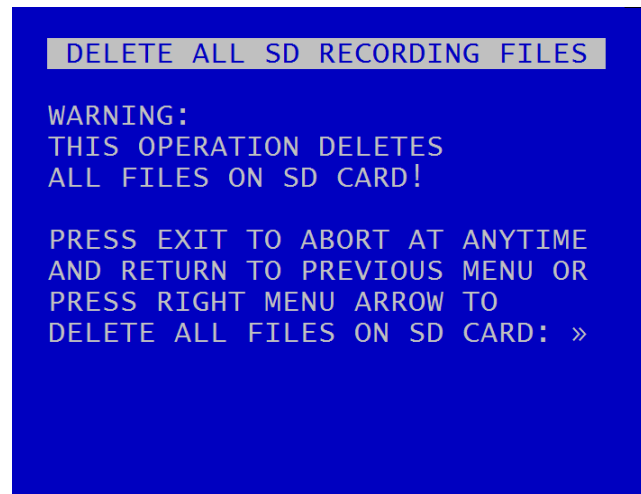 DELETE ALL SD RECORDING FILES
WARNING:
THIS OPERATION DELETES
ALL FILES ON SD CARD!
PRESS EXIT TO ABORT AT ANYTIME
AND RETURN TO PREVIOUS MENU OR
PRESS RIGHT MENU ARROW TO
DELETE ALL FILES ON SD CARD: »